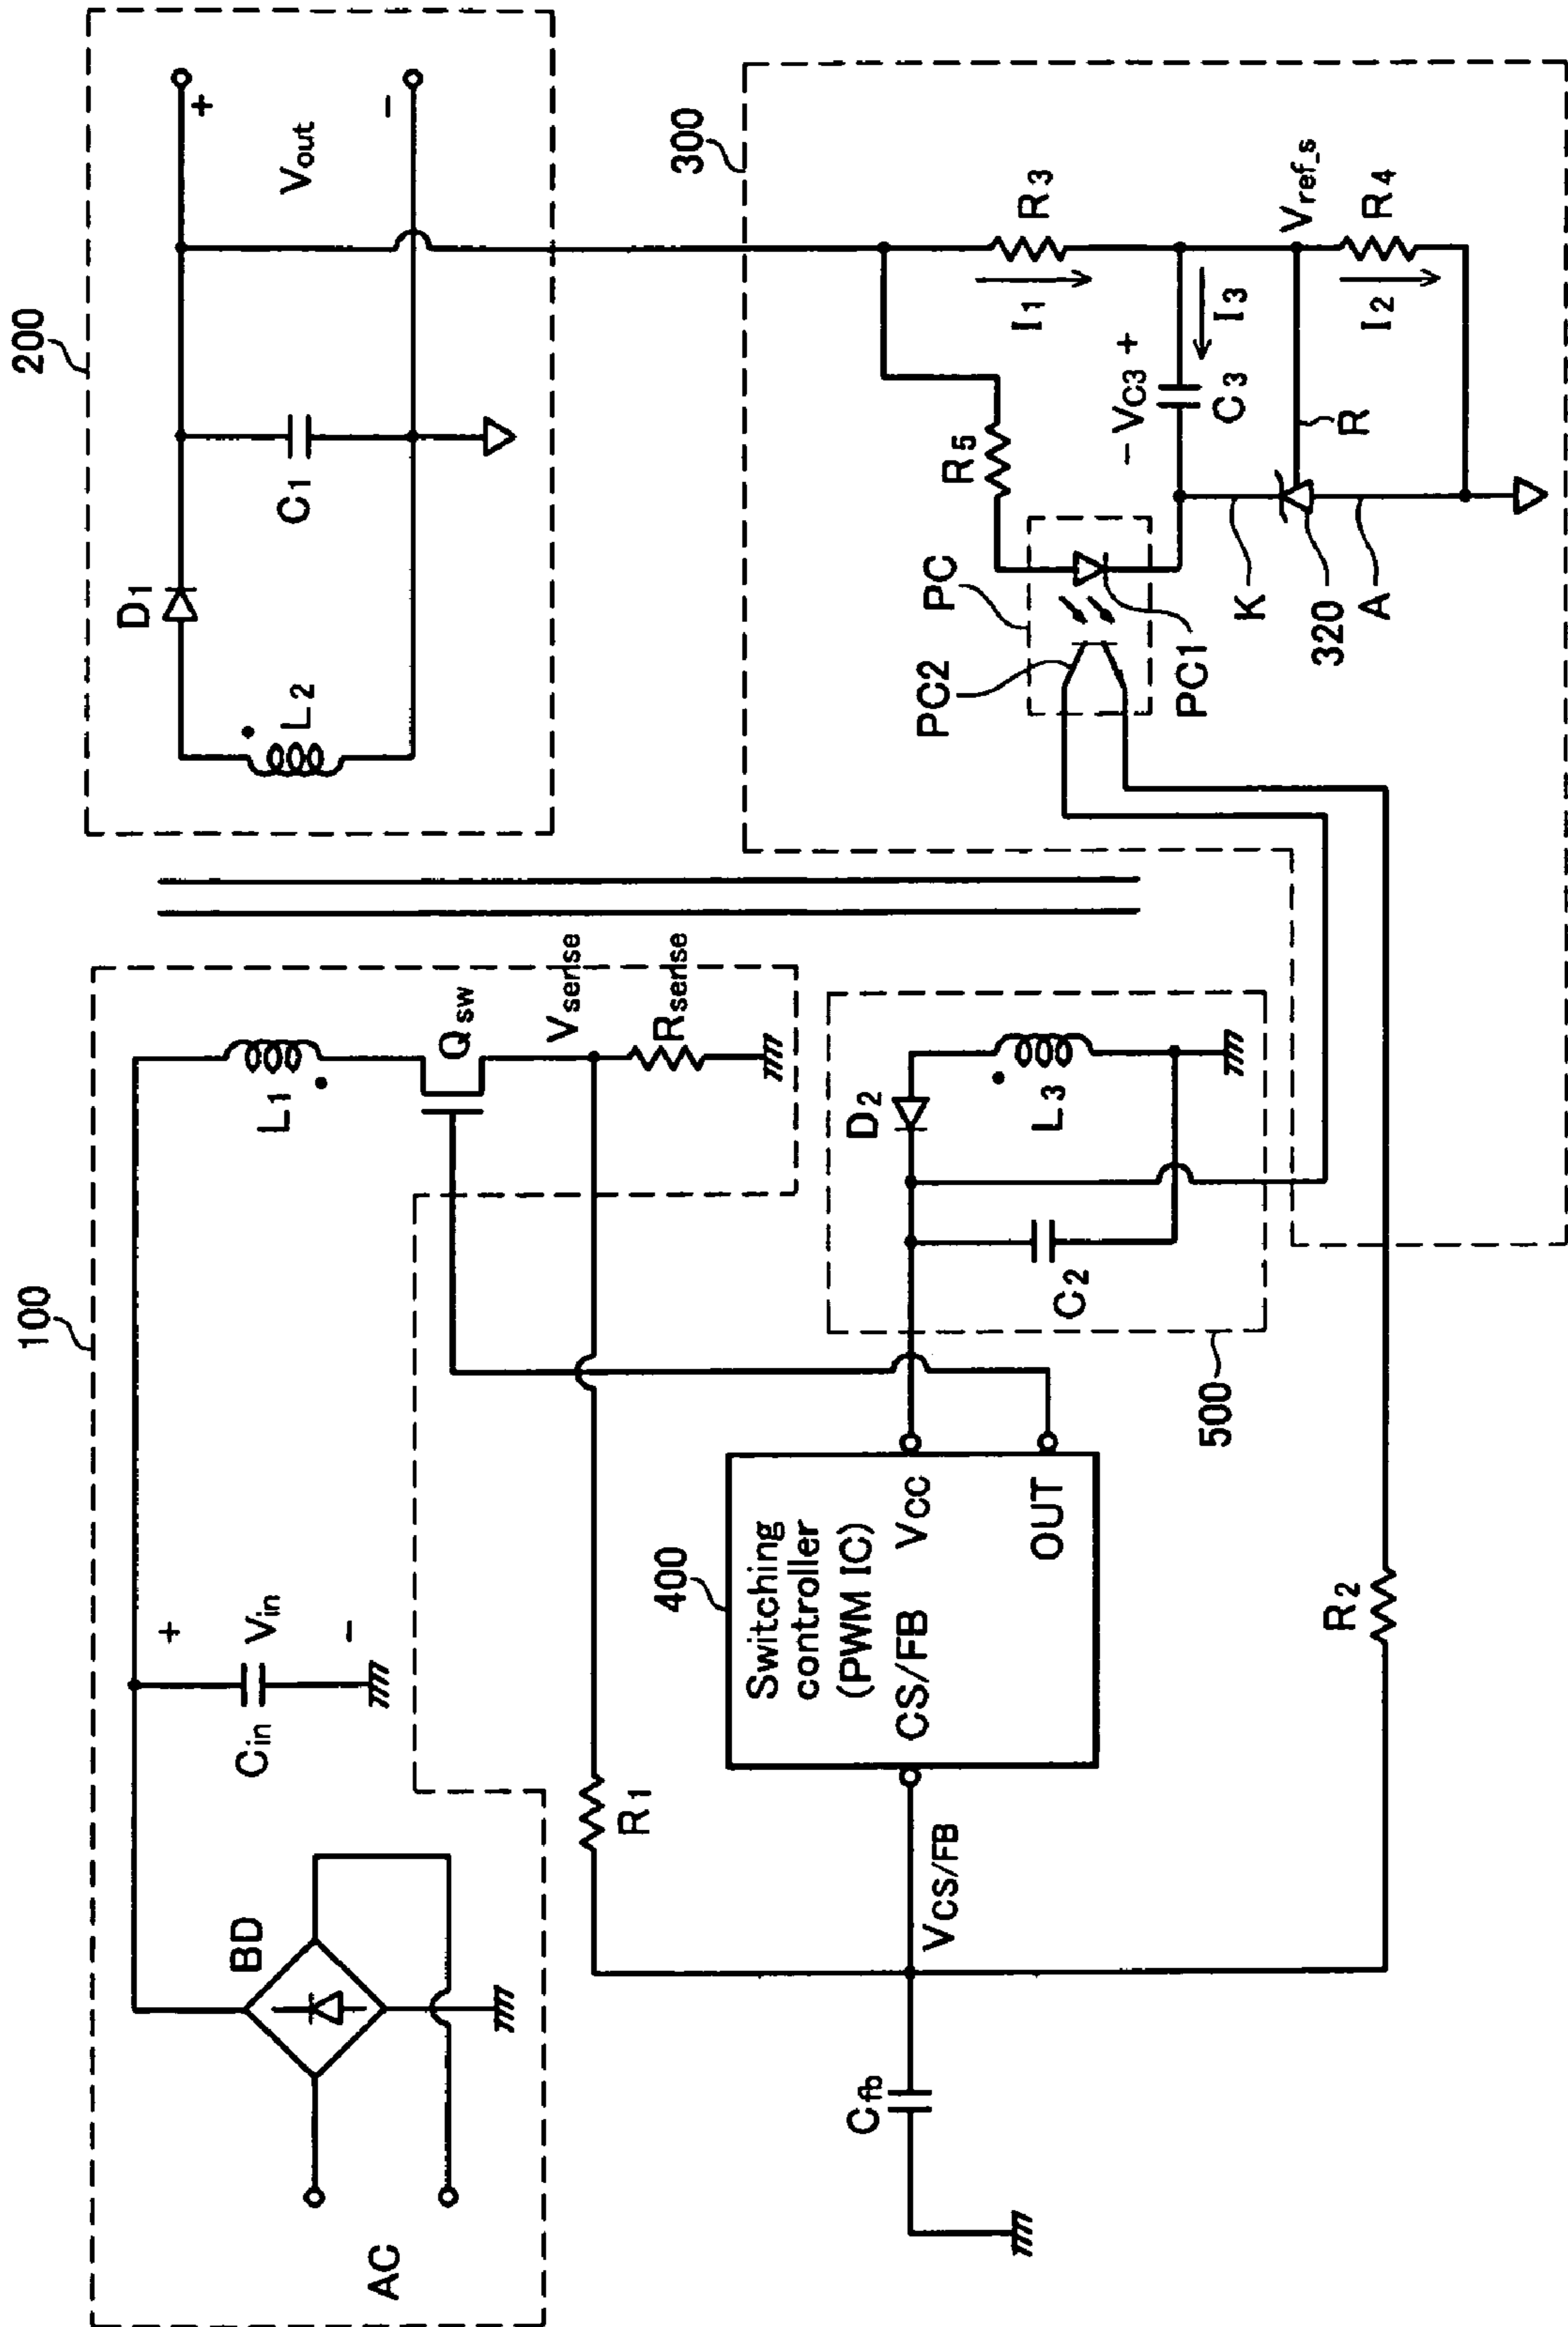 100
AC
BD
Cin
+
Vin
-
L1
Qsw
Vsense
Rsense
200
L2
D1
C1
+
Vout
-
R1
400
Switching
controller
(PWM IC)
CS/FB
VCC
OUT
VCS/FB
Cfb
R2
500
D2
L3
C2
300
PC
PC2
PC1
R5
R3
I1
- VC3 +
C3
I3
Vref_s
R4
I2
R
K
320
A